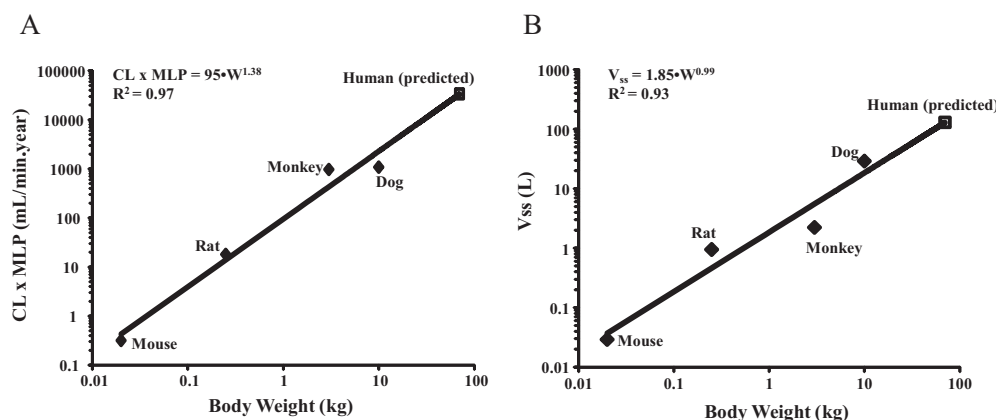 A
CL x MLP = 95•W^1.38
R² = 0.97
Human (predicted)
Monkey
Dog
Rat
Mouse
100000
10000
1000
100
10
1
0.1
0.01
0.1
1
10
100
CL x MLP (mL/min.year)
Body Weight (kg)
B
Vss = 1.85•W^0.99
R² = 0.93
Human (predicted)
Dog
Rat
Monkey
Mouse
1000
100
10
1
0.1
0.01
0.01
0.1
1
10
100
Vss (L)
Body Weight (kg)